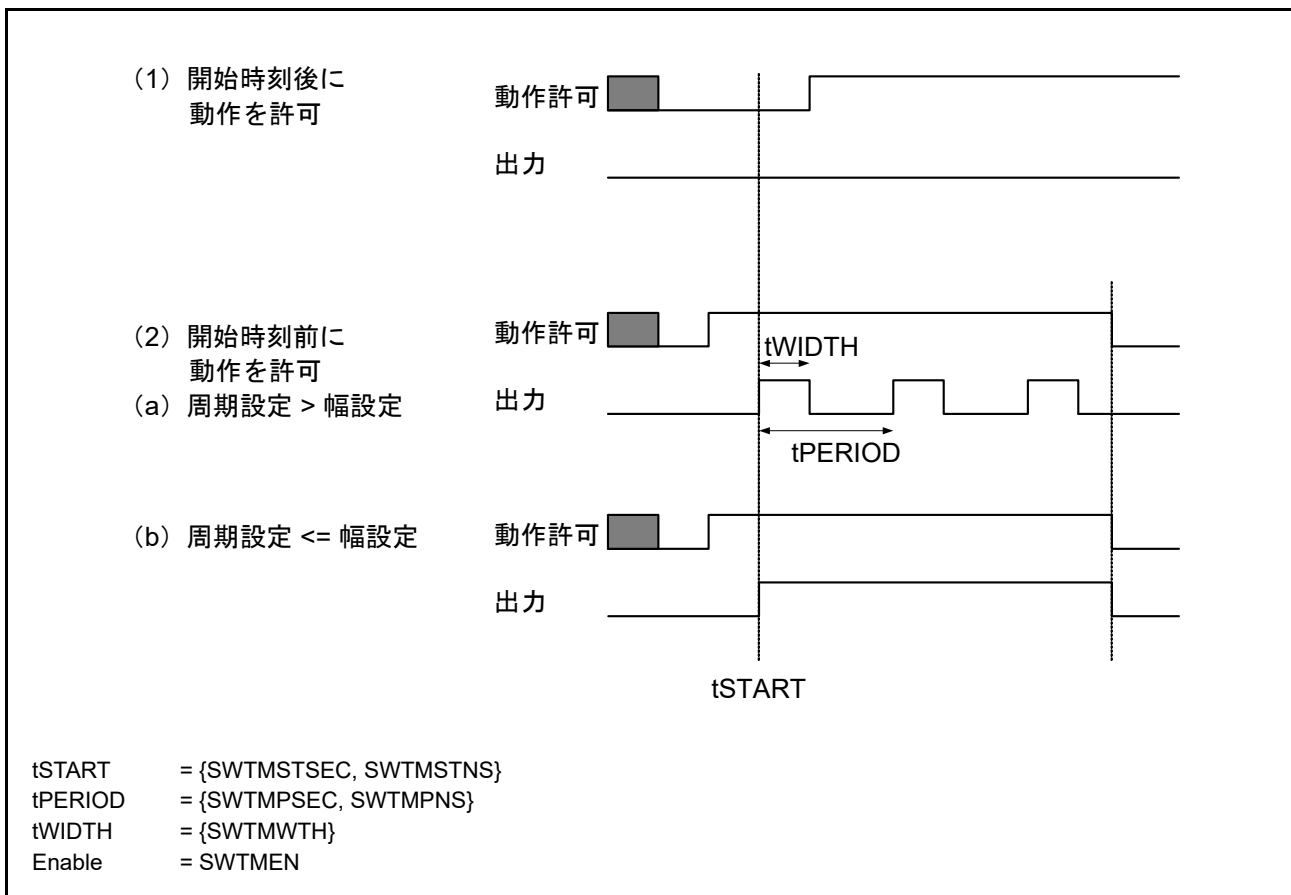 （1）開始時刻後に
動作を許可
動作許可
出力
（2）開始時刻前に
動作を許可
動作許可
tWIDTH
（a）周期設定 > 幅設定
出力
tPERIOD
（b）周期設定 <= 幅設定
動作許可
出力
tSTART
tSTART = {SWTMSTSEC, SWTMSTNS}
tPERIOD = {SWTMPSEC, SWTMPNS}
tWIDTH = {SWTMWTH}
Enable = SWTMEN